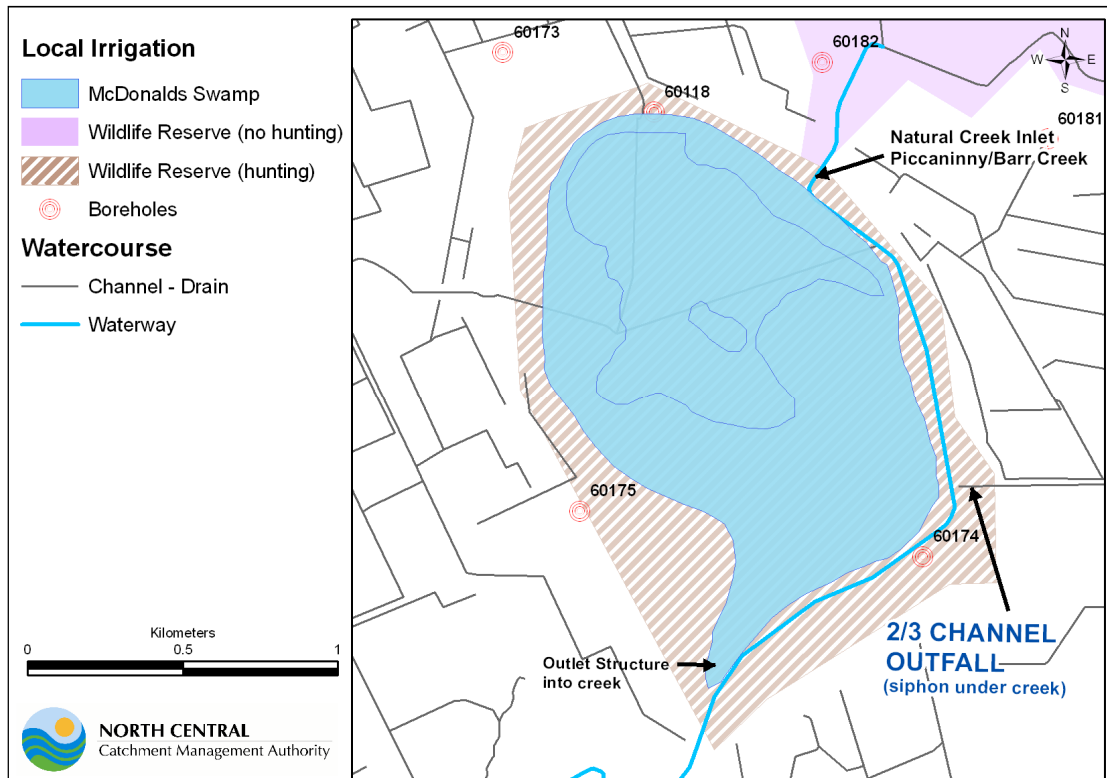 Local Irrigation
McDonalds Swamp
Wildlife Reserve (no hunting)
Wildlife Reserve (hunting)
Boreholes
Watercourse
Channel - Drain
Waterway
Kilometers
0 0.5 1
NORTH CENTRAL
Catchment Management Authority
60173
60182
N
W E
S
60118
60181
Natural Creek Inlet
Piccaninny/Barr Creek
60175
60174
2/3 CHANNEL
OUTFALL
(siphon under creek)
Outlet Structure
into creek